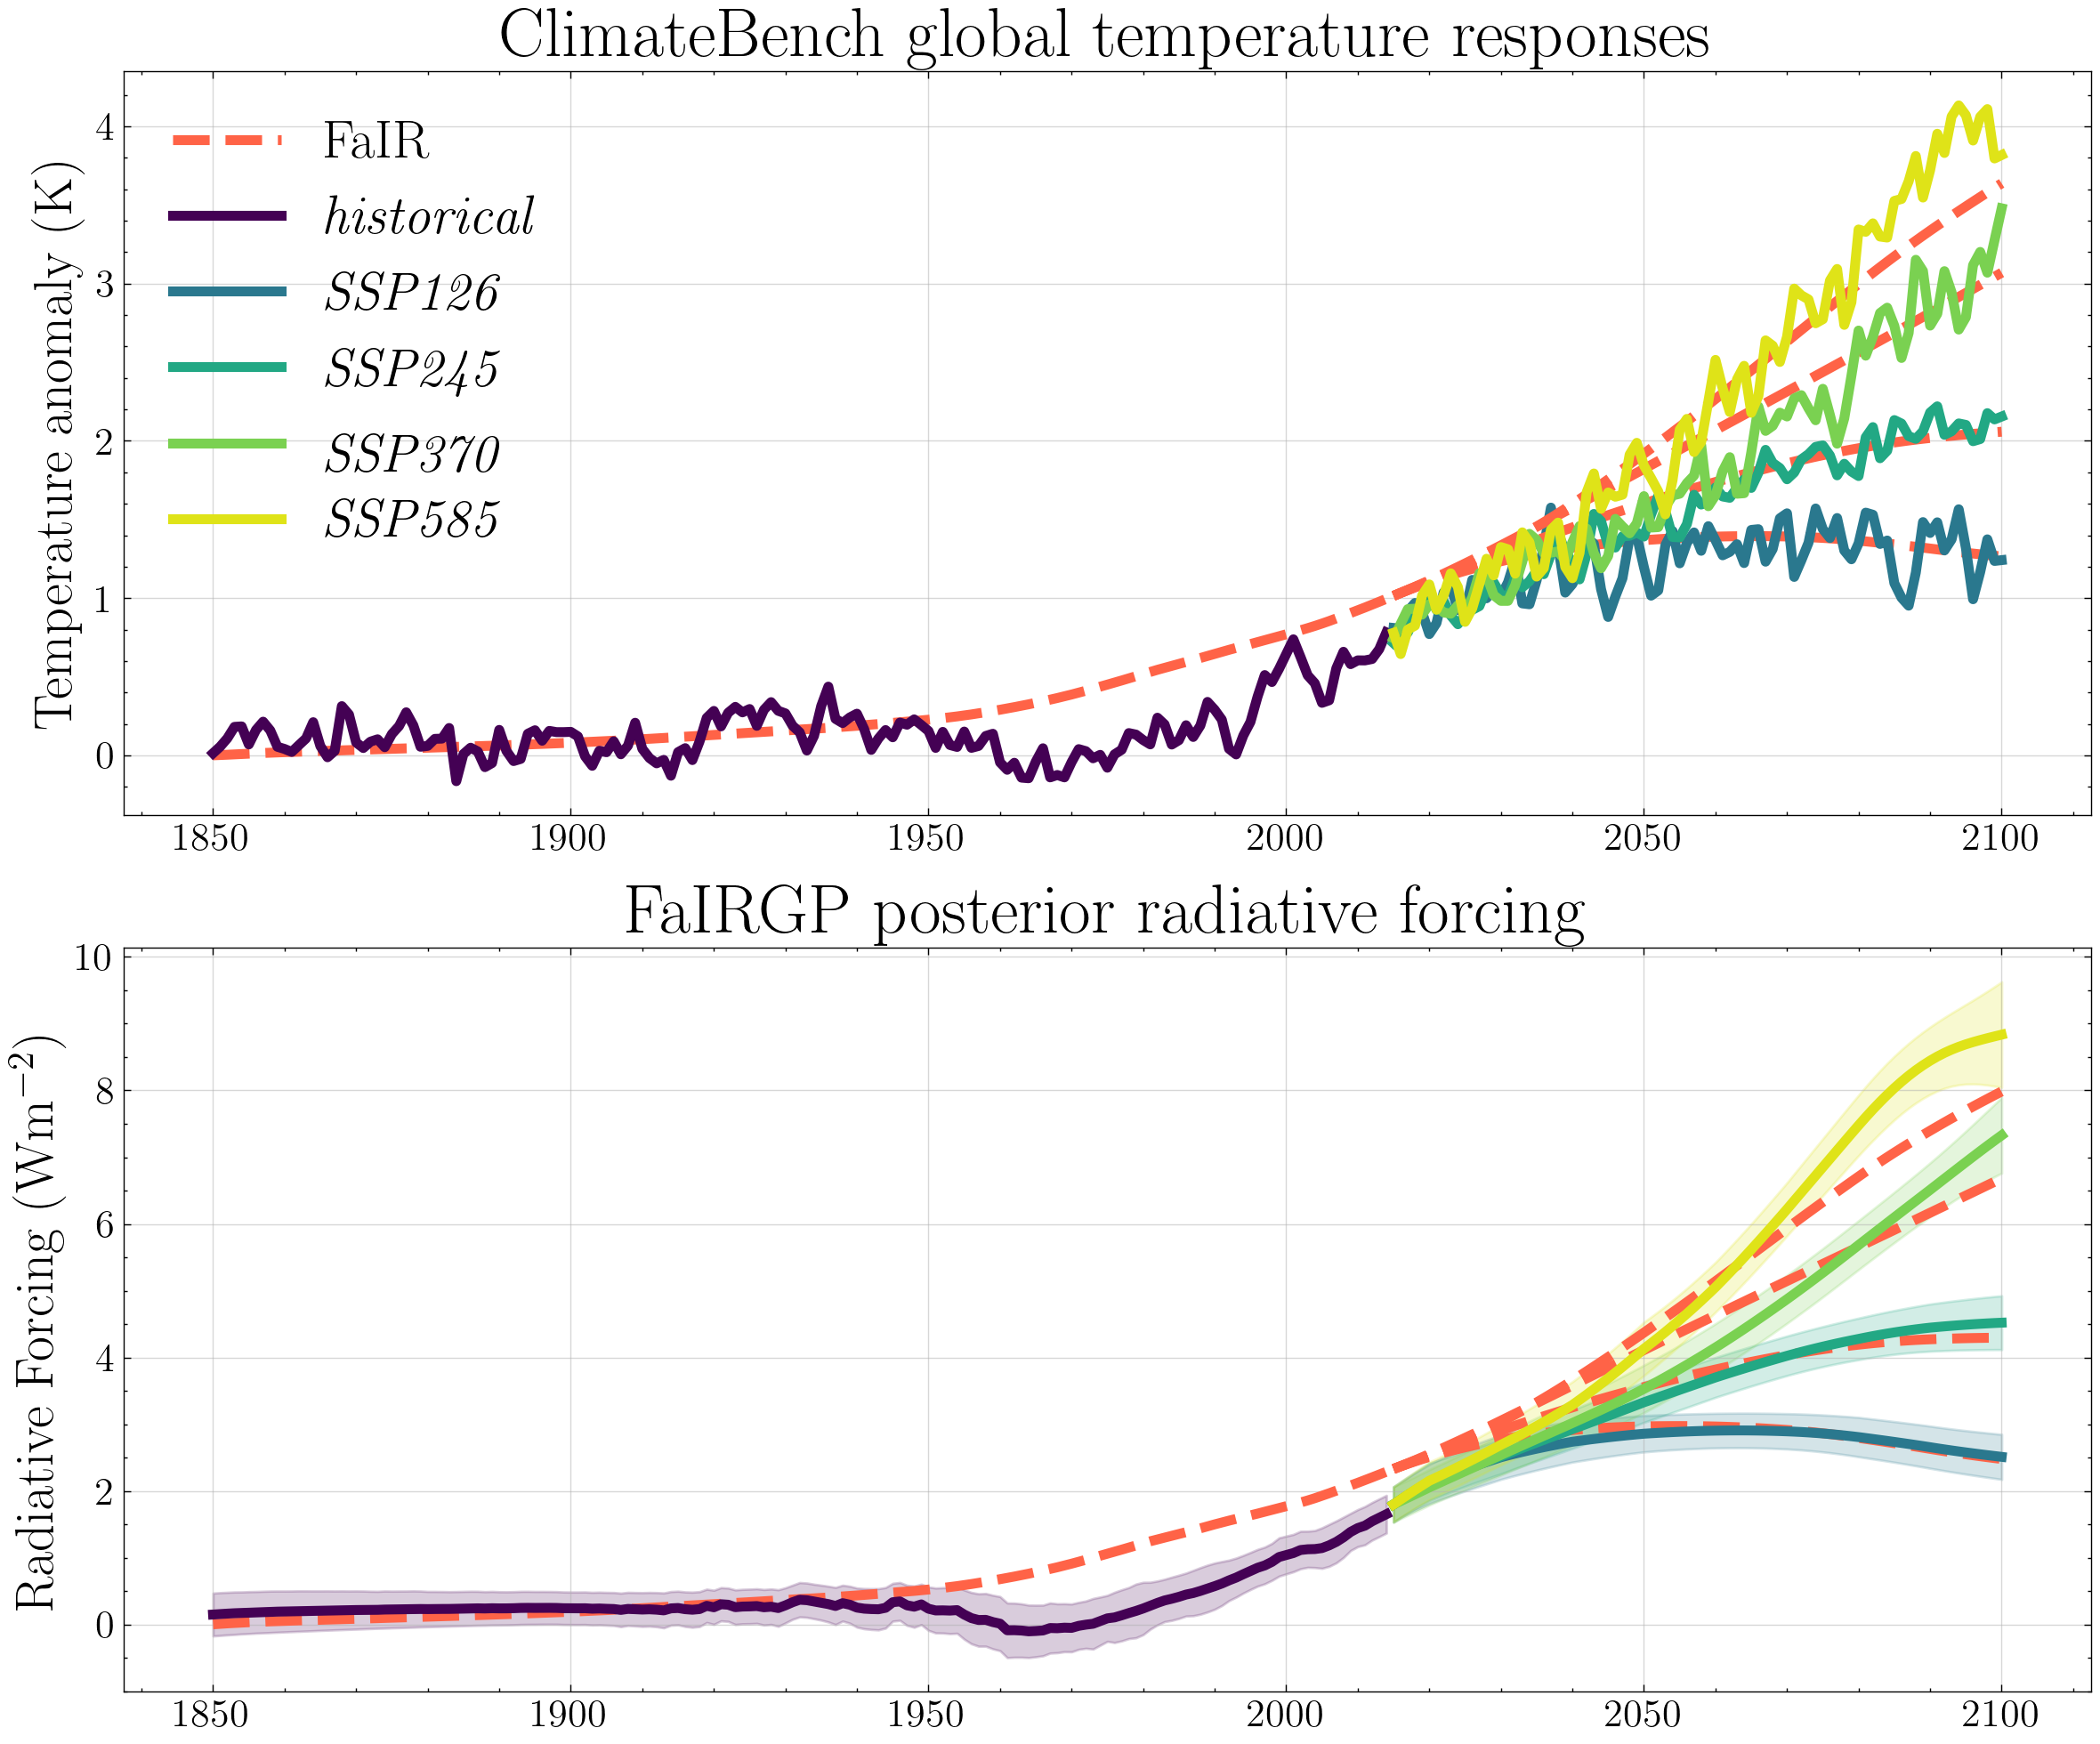 ClimateBench global temperature responses
Temperature anomaly (K)
4
3
2
1
0
FaIR
historical
SSP126
SSP245
SSP370
SSP585
1850 1900 1950 2000 2050 2100
FaIRGP posterior radiative forcing
Radiative Forcing (Wm⁻²)
10
8
6
4
2
0
1850 1900 1950 2000 2050 2100